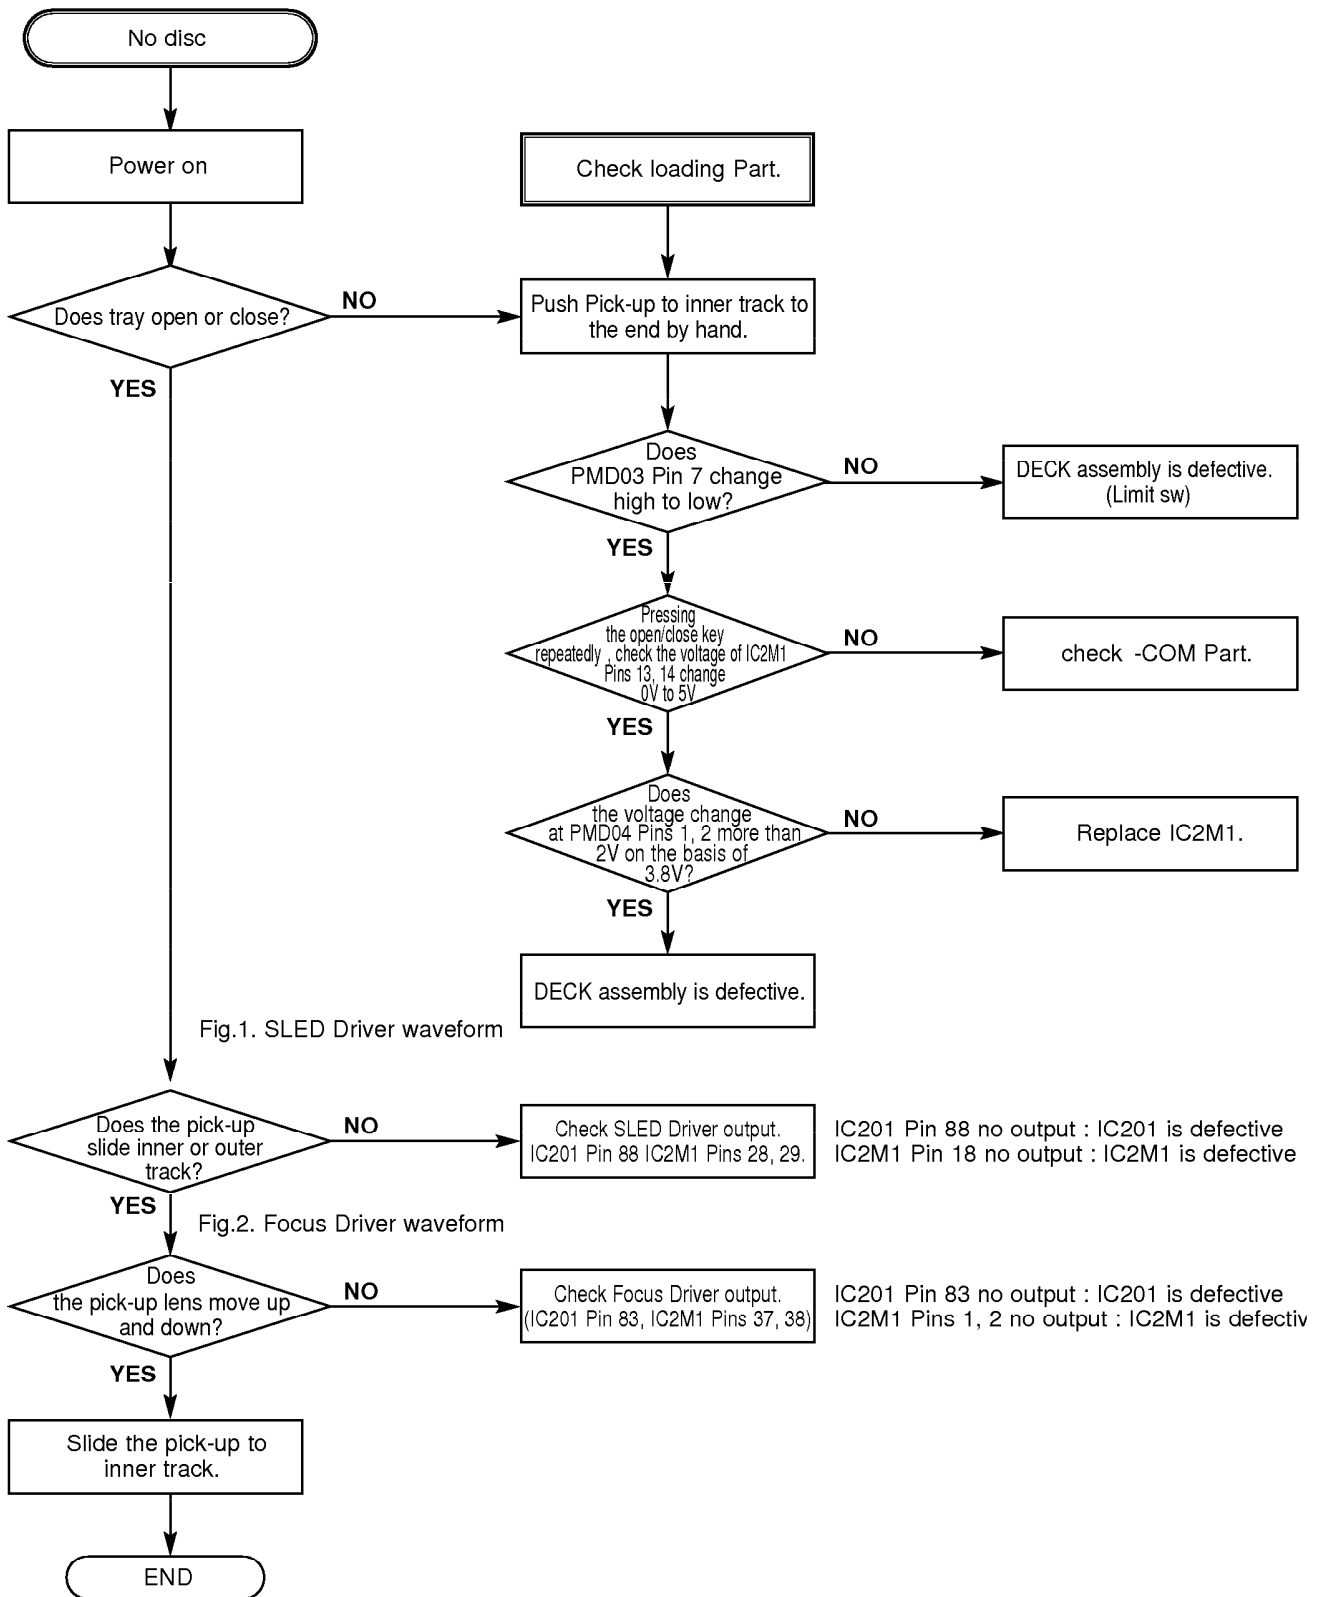 No disc
Power on
Check loading Part.
Does tray open or close?
NO
Push Pick-up to inner track to
the end by hand.
YES
Does
PMD03 Pin 7 change
high to low?
NO
DECK assembly is defective.
(Limit sw)
YES
Pressing
the open/close key
repeatedly , check the voltage of IC2M1
Pins 13, 14 change
0V to 5V
NO
check -COM Part.
YES
Does
the voltage change
at PMD04 Pins 1, 2 more than
2V on the basis of
3.8V?
NO
Replace IC2M1.
YES
DECK assembly is defective.
Fig.1. SLED Driver waveform
Does the pick-up
slide inner or outer
track?
NO
Check SLED Driver output.
IC201 Pin 88 IC2M1 Pins 28, 29.
IC201 Pin 88 no output : IC201 is defective
IC2M1 Pin 18 no output : IC2M1 is defective
YES
Fig.2. Focus Driver waveform
Does
the pick-up lens move up
and down?
NO
Check Focus Driver output.
(IC201 Pin 83, IC2M1 Pins 37, 38)
IC201 Pin 83 no output : IC201 is defective
IC2M1 Pins 1, 2 no output : IC2M1 is defectiv
YES
Slide the pick-up to
inner track.
END